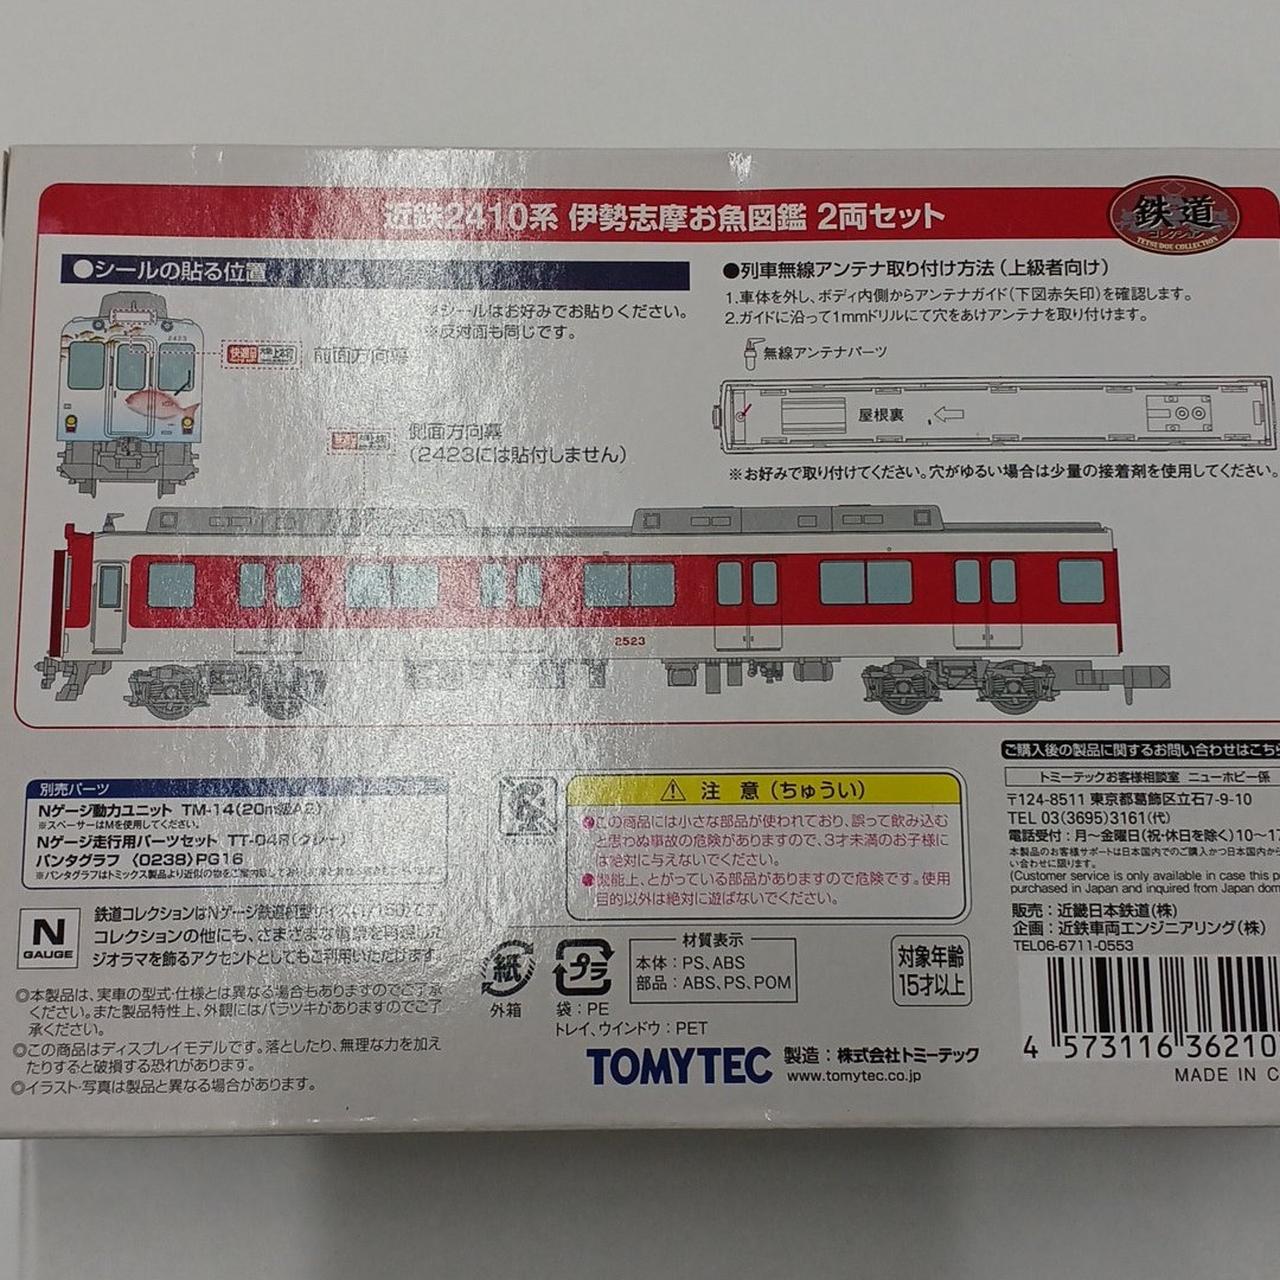 近鉄2410系 伊勢志摩お魚図鑑 2両セット
鉄道
コレクション
TETSUDOU COLLECTION
●シールの貼る位置
※シールはお好みでお貼りください。
※反対面も同じです。
2423
前面方向幕
側面方向幕
(2423には貼付しません)
●列車無線アンテナ取り付け方法(上級者向け)
1.車体を外し、ボディ内側からアンテナガイド(下図赤矢印)を確認します。
2.ガイドに沿って1mmドリルにて穴をあけアンテナを取り付けます。
無線アンテナパーツ
屋根裏
※お好みで取り付けてください。穴がゆるい場合は少量の接着剤を使用してください。
2523
別売パーツ
Nゲージ動力ユニット TM-14(20m級A2)
※スペーサーはMを使用してください。
Nゲージ走行用パーツセット TT-04R(グレー)
パンタグラフ 〈0238〉PG16
N
GAUGE
鉄道コレクションはNゲージ鉄道模型サイズ(1/150)です。
ジオラマを飾るアクセントとしてもご利用いただけます。
◎本製品は、実車の型式・仕様とは異なる場合もありますのでご了承
ください。また製品特性上、外観にはバラツキがありますのでご了
承ください。
◎この商品はディスプレイモデルです。落としたり、無理な力を加え
たりすると破損する恐れがあります。
◎イラスト・写真は製品と異なる場合があります。
注 意(ちゅうい)
●この商品には小さな部品が使われており、誤って飲み込む
と思わぬ事故の危険がありますので、3才未満のお子様に
は絶対に与えないでください。
●機能上、とがっている部品がありますので危険です。使用
目的以外は絶対に遊ばないでください。
紙
外箱
プラ
袋:PE
トレイ、ウインドウ:PET
材質表示
本体:PS、ABS
部品:ABS、PS、POM
対象年齢
15才以上
TOMYTEC 製造:株式会社トミーテック
www.tomytec.co.jp
ご購入後の製品に関するお問い合わせはこち
トミーテックお客様相談室 ニューホビー係
〒124-8511 東京都葛飾区立石7-9-10
TEL 03(3695)3161(代)
電話受付:月〜金曜日(祝・休日を除く)10〜17
本製品のお客様サポートは日本国内でのご購入かつ日本国内から
い合わせに限ります。
(Customer service is only available in case this p
purchased in Japan and inquired from Japan dom
販売:近畿日本鉄道(株)
企画:近鉄車両エンジニアリング(株)
TEL06-6711-0553
4 573116 36210
MADE IN C